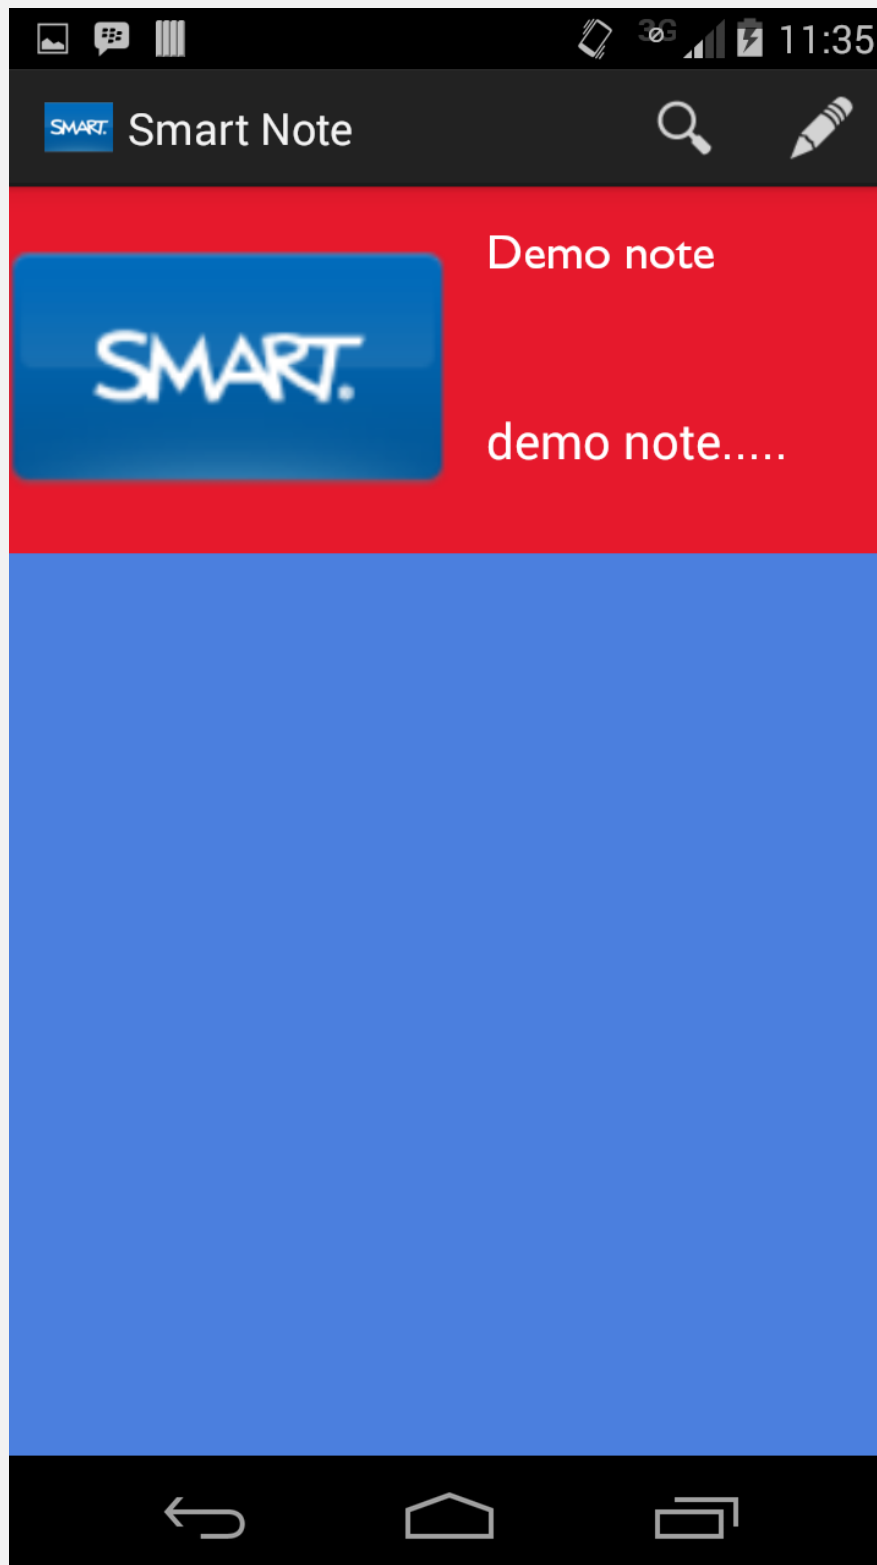 3G 11:35
SMART. Smart Note
Demo note
SMART.
demo note.....